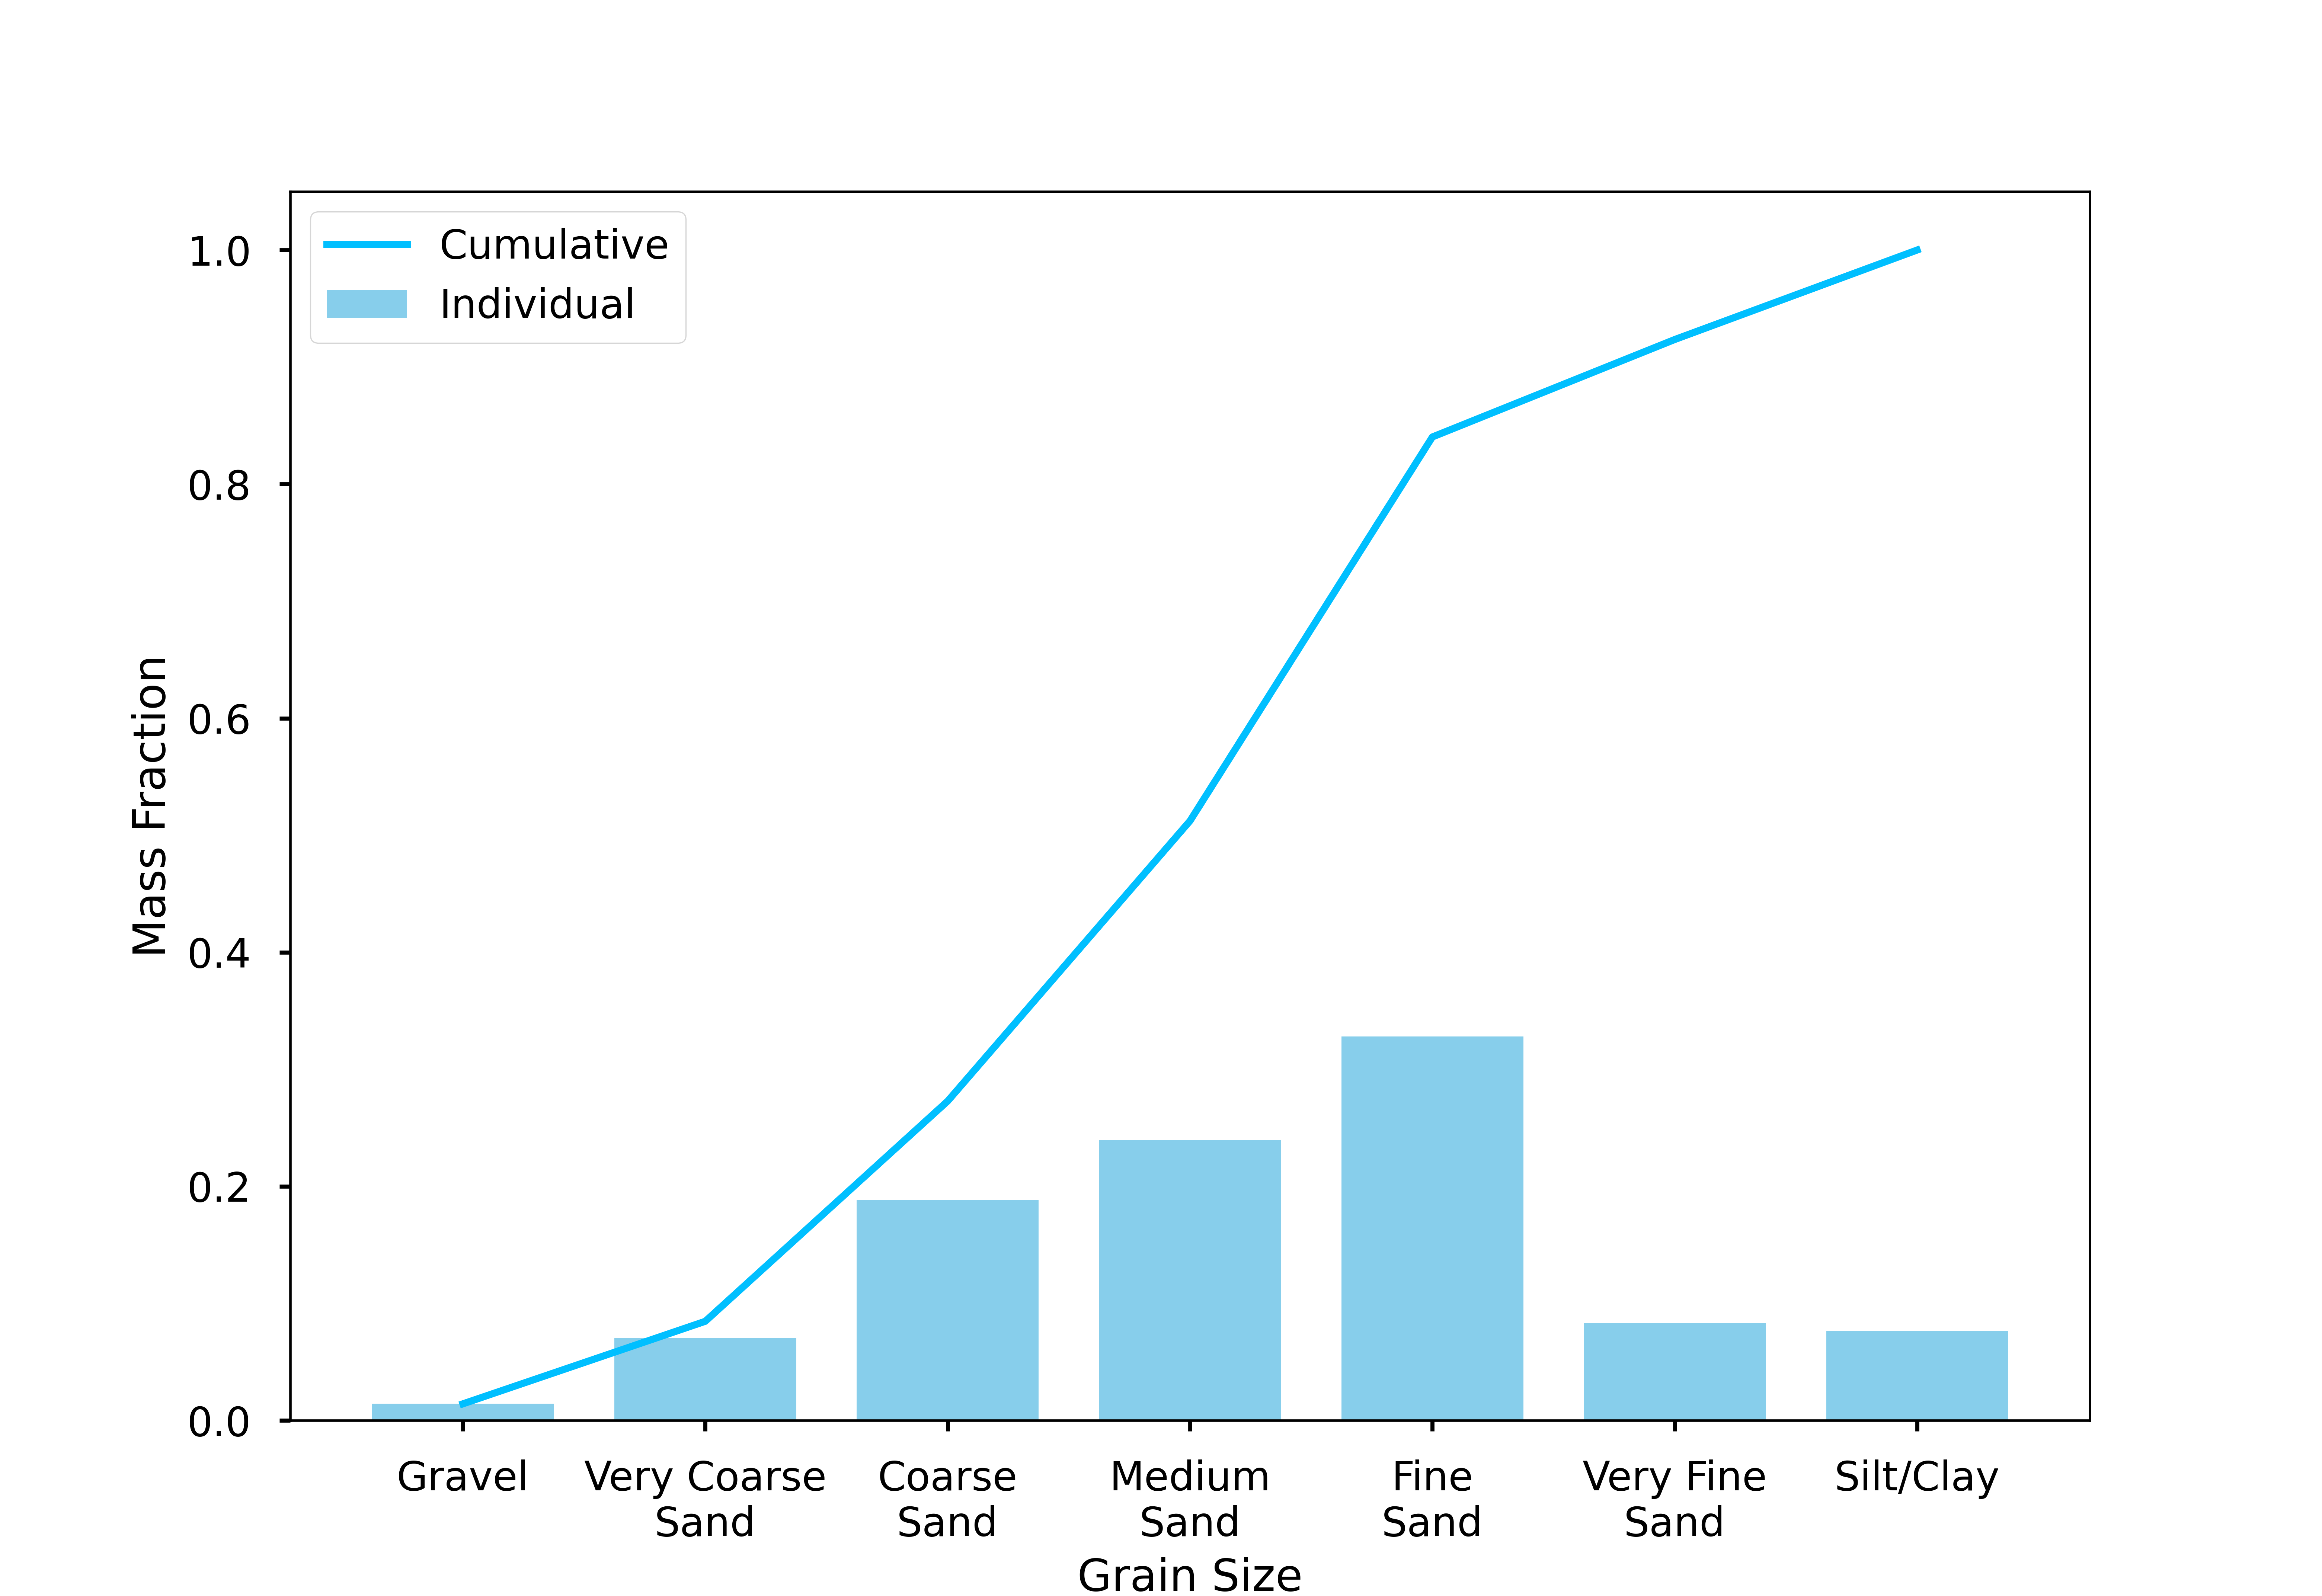 Cumulative
Individual
1.0
0.8
0.6
0.4
0.2
0.0
Mass Fraction
Gravel
Very Coarse
Sand
Coarse
Sand
Medium
Sand
Fine
Sand
Very Fine
Sand
Silt/Clay
Grain Size